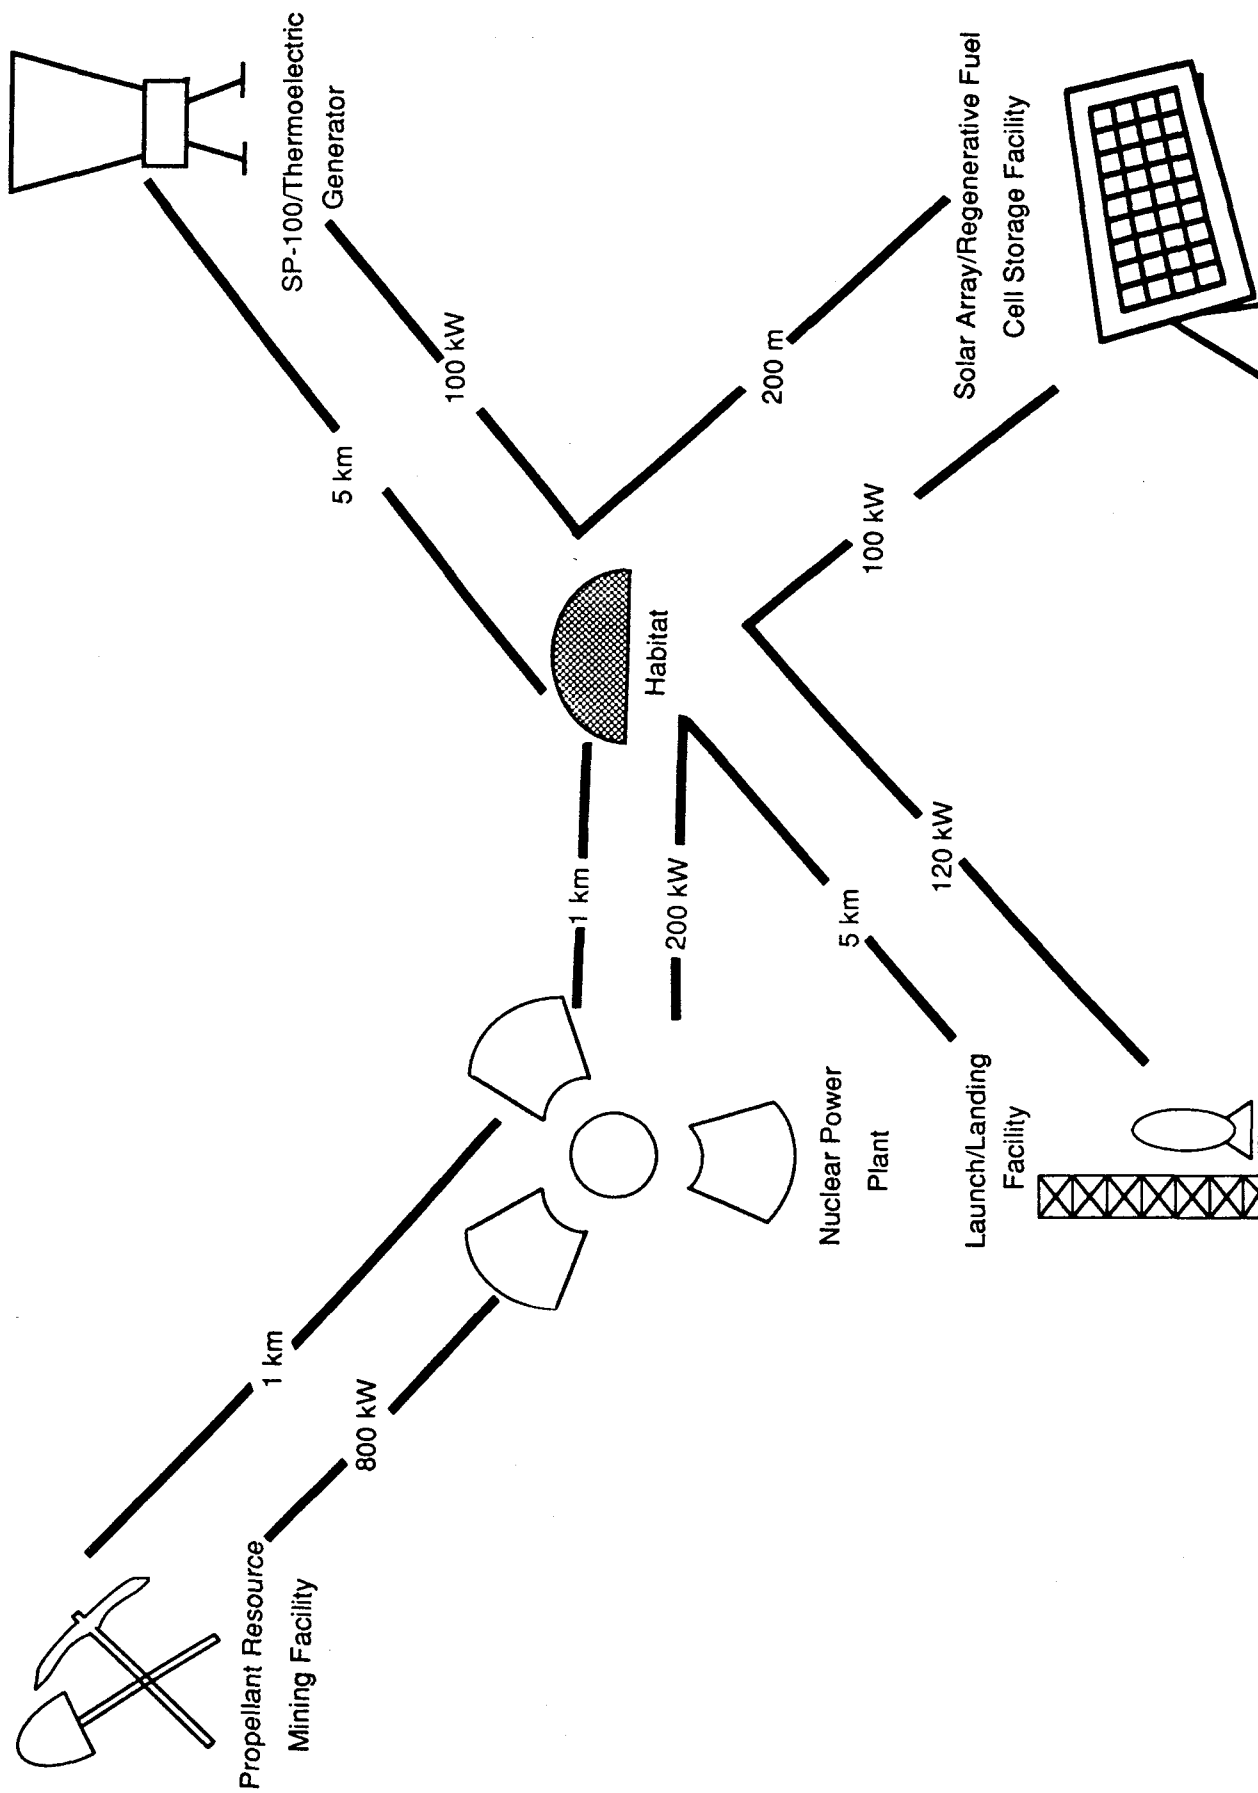 Propellant Resource
Mining Facility
1 km
800 kW
Nuclear Power
Plant
1 km
200 kW
Habitat
5 km
SP-100/Thermoelectric
Generator
100 kW
200 m
Solar Array/Regenerative Fuel
Cell Storage Facility
100 kW
5 km
120 kW
Launch/Landing
Facility